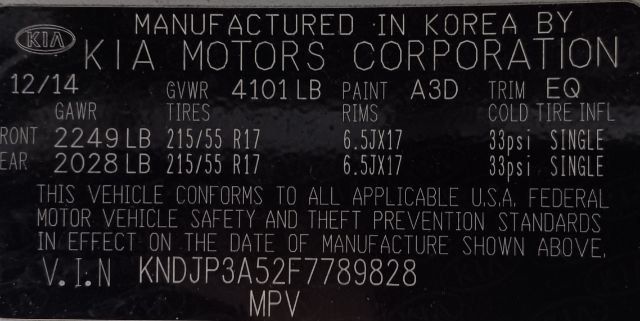 MANUFACTURED IN KOREA BY
KIA KIA MOTORS CORPORATION
12/14 GVWR 4101 LB PAINT A3D TRIM EQ
GAWR TIRES RIMS COLD TIRE INFL
RONT 2249 LB 215/55 R17 6.5JX17 33psi SINGLE
EAR 2028 LB 215/55 R17 6.5JX17 33psi SINGLE
THIS VEHICLE CONFORMS TO ALL APPLICABLE U.S.A. FEDERAL
MOTOR VEHICLE SAFETY AND THEFT PREVENTION STANDARDS
IN EFFECT ON THE DATE OF MANUFACTURE SHOWN ABOVE.
V.I.N KNDJP3A52F7789828
MPV